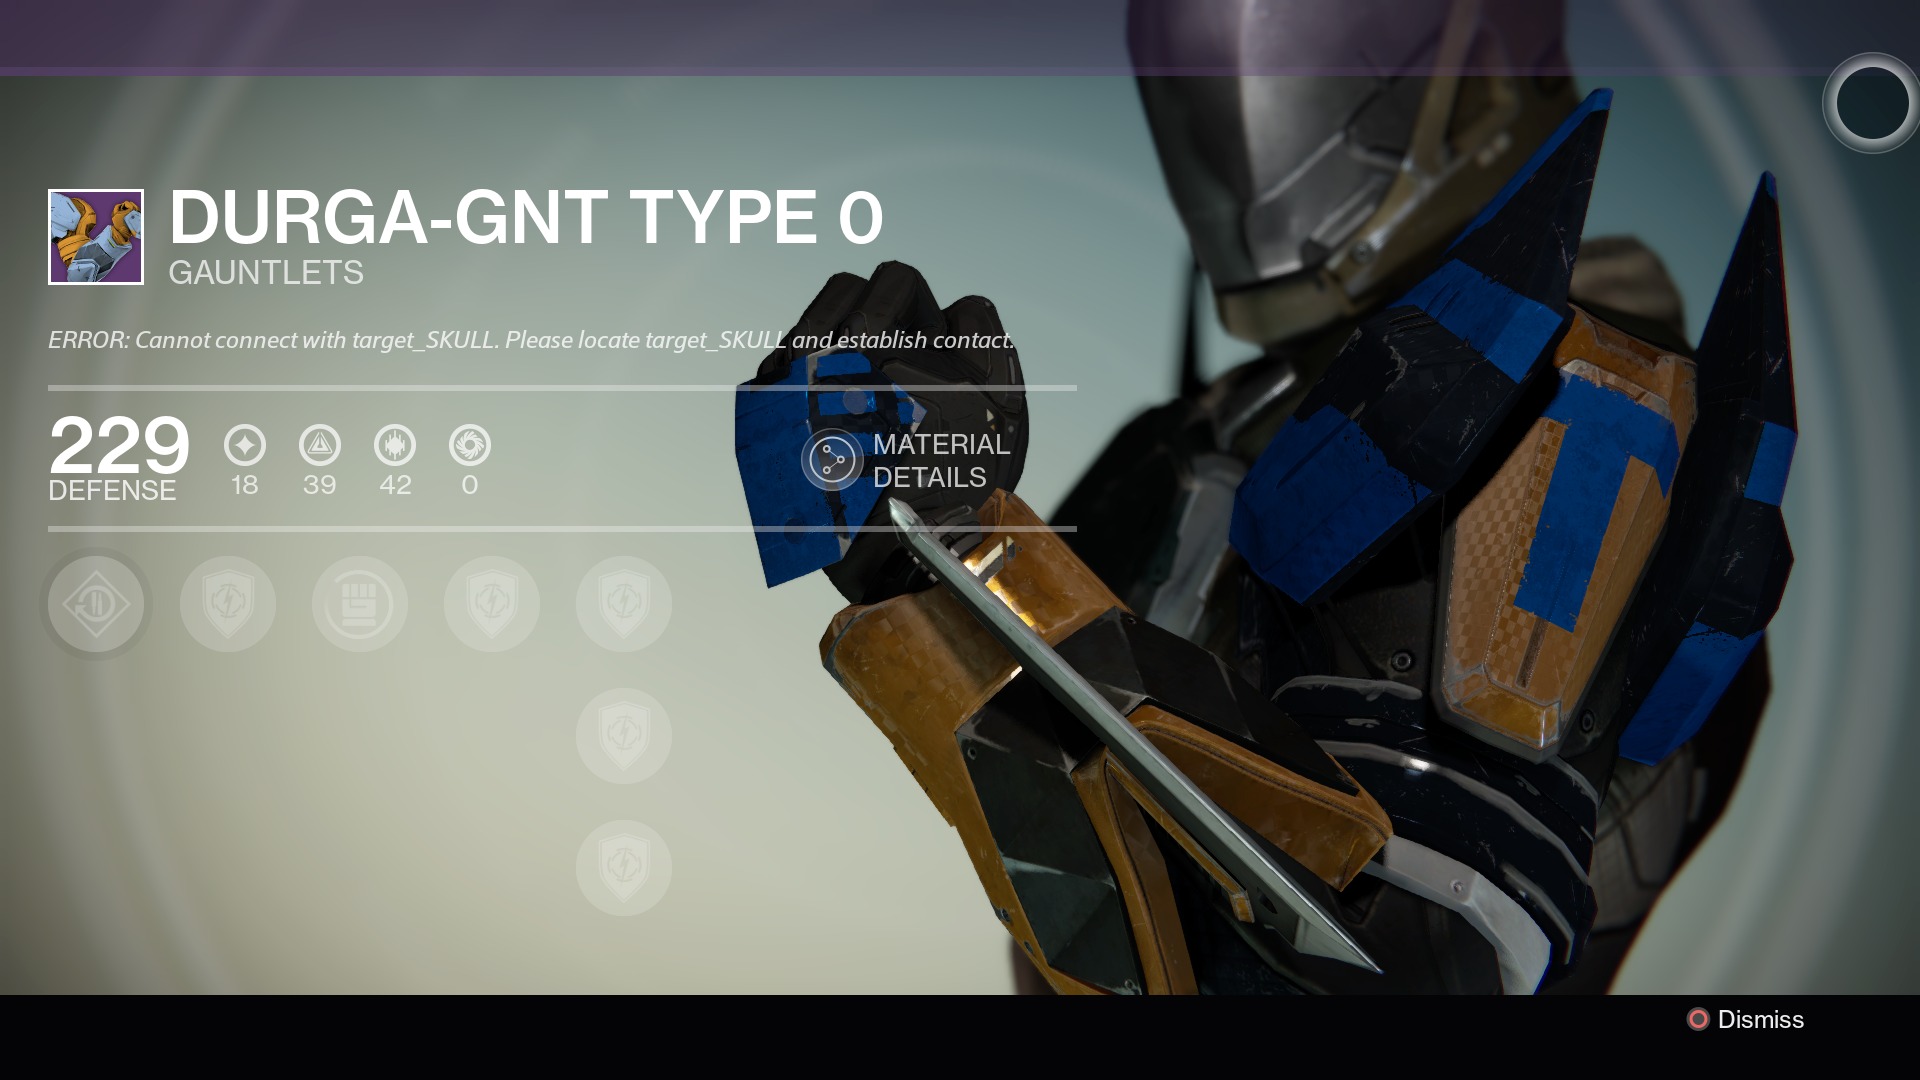 DURGA-GNT TYPE 0
GAUNTLETS
ERROR: Cannot connect with target_SKULL. Please locate target_SKULL and establish contact.
229
DEFENSE
18 39 42 0
MATERIAL
DETAILS
Dismiss